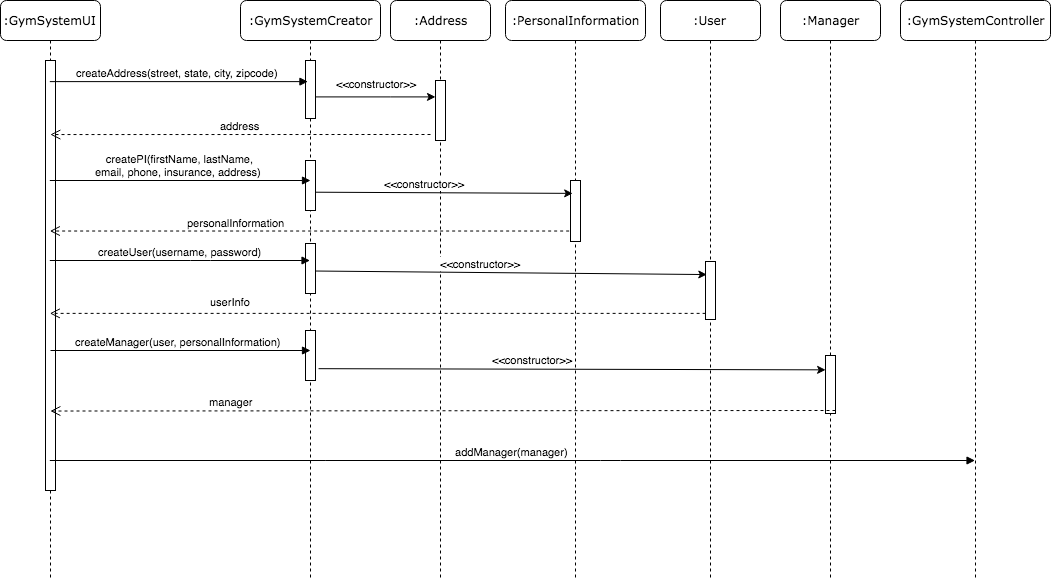 :GymSystemUI
:GymSystemCreator
:Address
:PersonalInformation
:User
:Manager
:GymSystemController
createAddress(street, state, city, zipcode)
<<constructor>>
address
createPI(firstName, lastName,
email, phone, insurance, address)
<<constructor>>
personalInformation
createUser(username, password)
<<constructor>>
userInfo
createManager(user, personalInformation)
<<constructor>>
manager
addManager(manager)